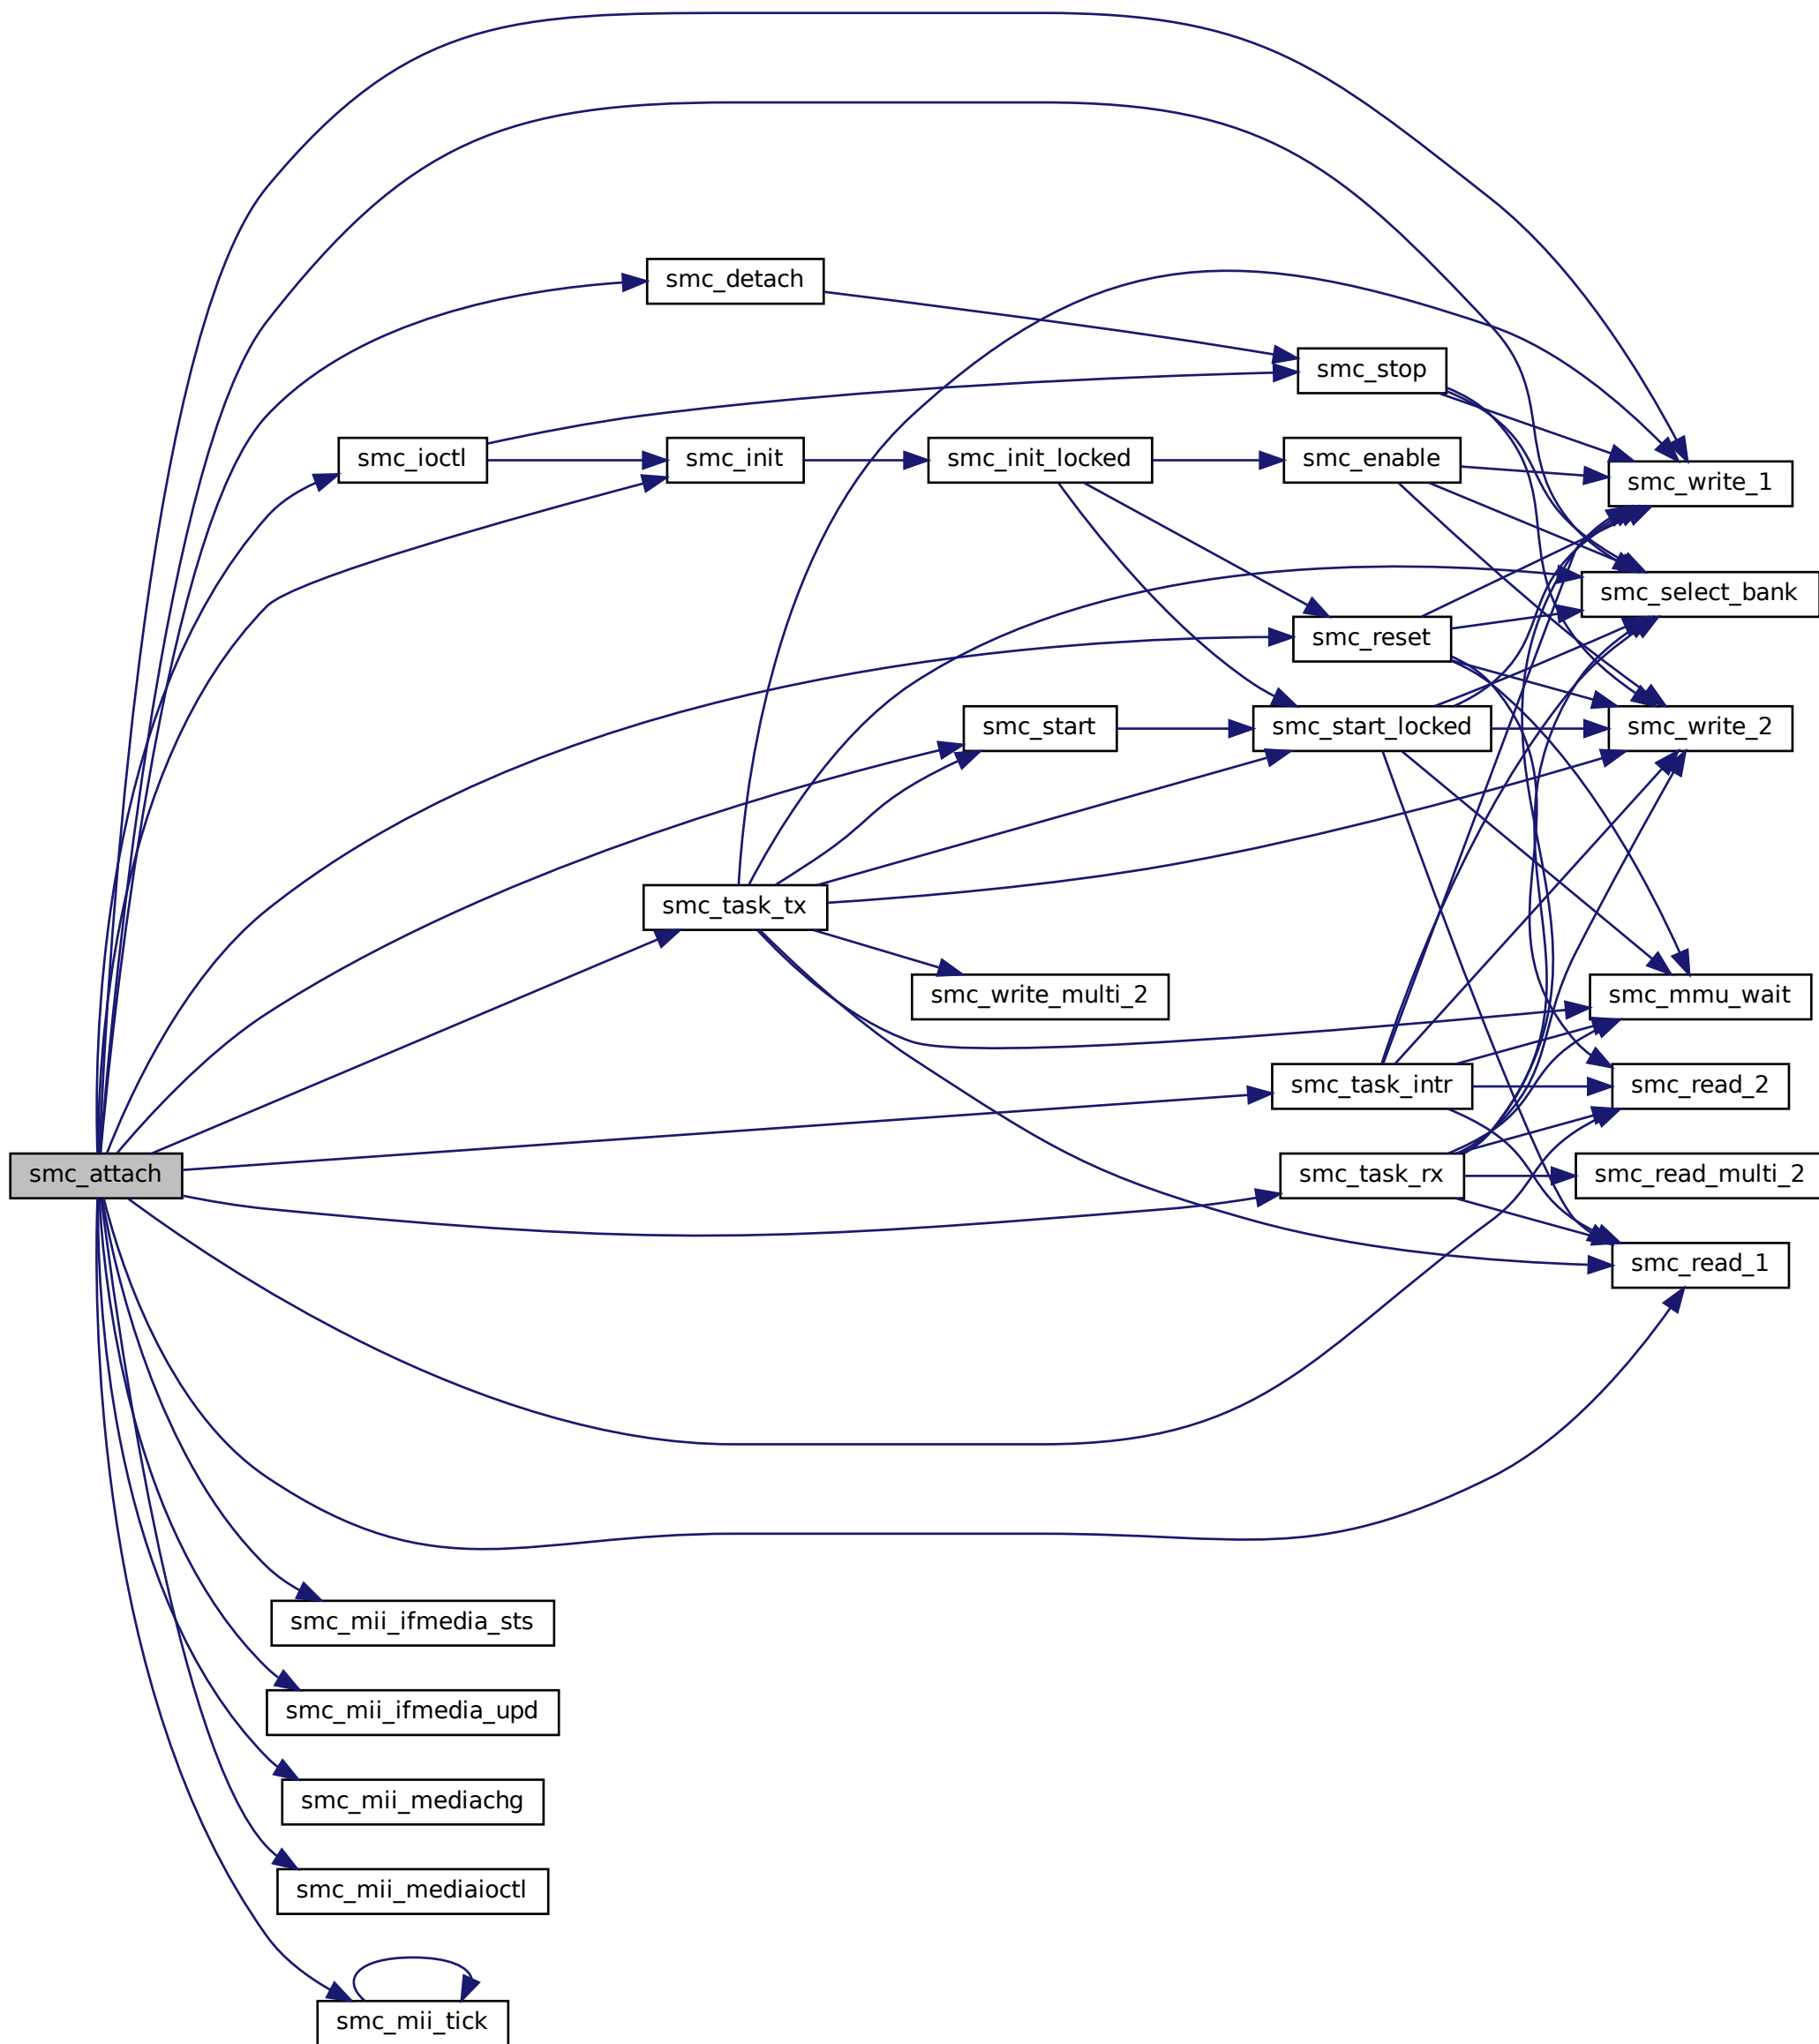 smc_detach
smc_stop
smc_ioctl
smc_init
smc_init_locked
smc_enable
smc_write_1
smc_select_bank
smc_reset
smc_start
smc_start_locked
smc_write_2
smc_task_tx
smc_write_multi_2
smc_mmu_wait
smc_task_intr
smc_read_2
smc_attach
smc_task_rx
smc_read_multi_2
smc_read_1
smc_mii_ifmedia_sts
smc_mii_ifmedia_upd
smc_mii_mediachg
smc_mii_mediaioctl
smc_mii_tick